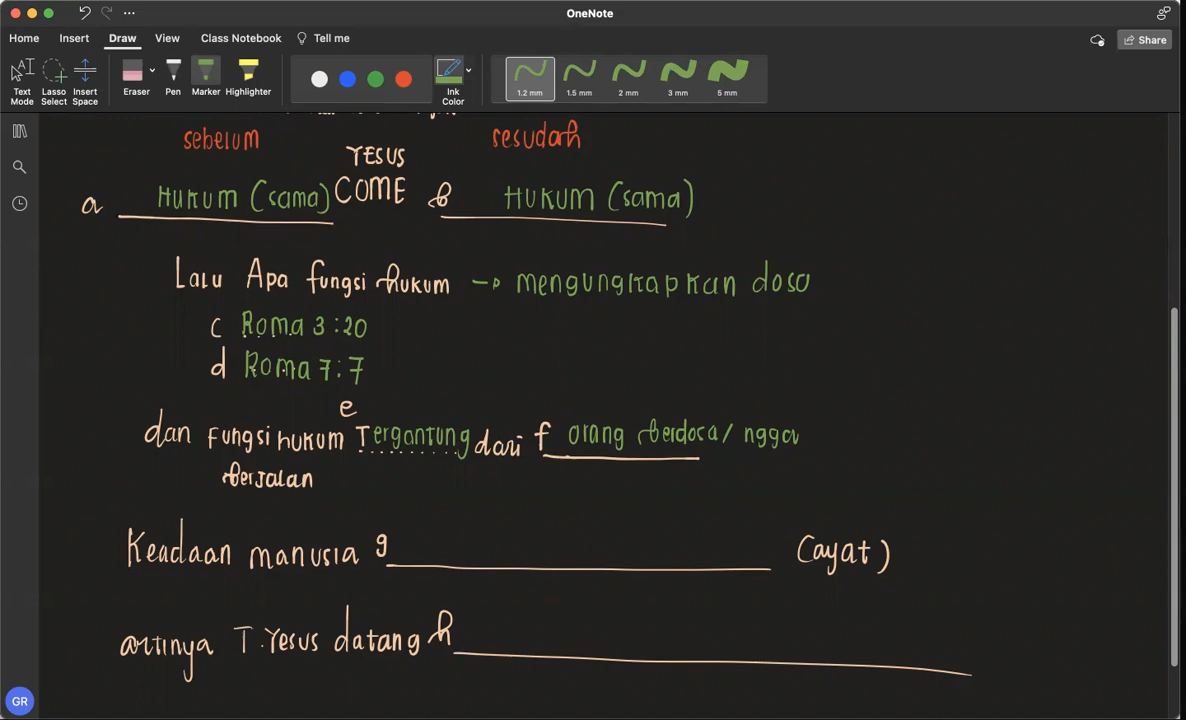 OneNote
Home Insert Draw View Class Notebook Tell me Share
Text Mode Lasso Select Insert Space Eraser Pen Marker Highlighter Ink Color 1.2 mm 1.5 mm 2 mm 3 mm 5 mm
sebelum sesudah
YESUS
a HUKUM (sama) COME b HUKUM (sama)
Lalu Apa fungsi hukum → mengungkapkan dosa
c Roma 3:20
d Roma 7:7
e
dan Fungsi hukum Tergantung dari f orang berdosa/ nggak
berjalan
Keadaan manusia g (ayat)
artinya T.Yesus datang h
GR